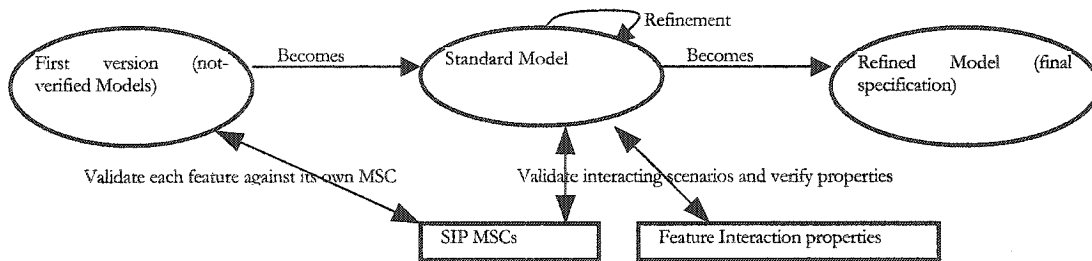 Refinement
First version (not-
verified Models)
Becomes
Standard Model
Becomes
Refined Model (final
specification)
Validate each feature against its own MSC
Validate interacting scenarios and verify properties
SIP MSCs
Feature Interaction properties